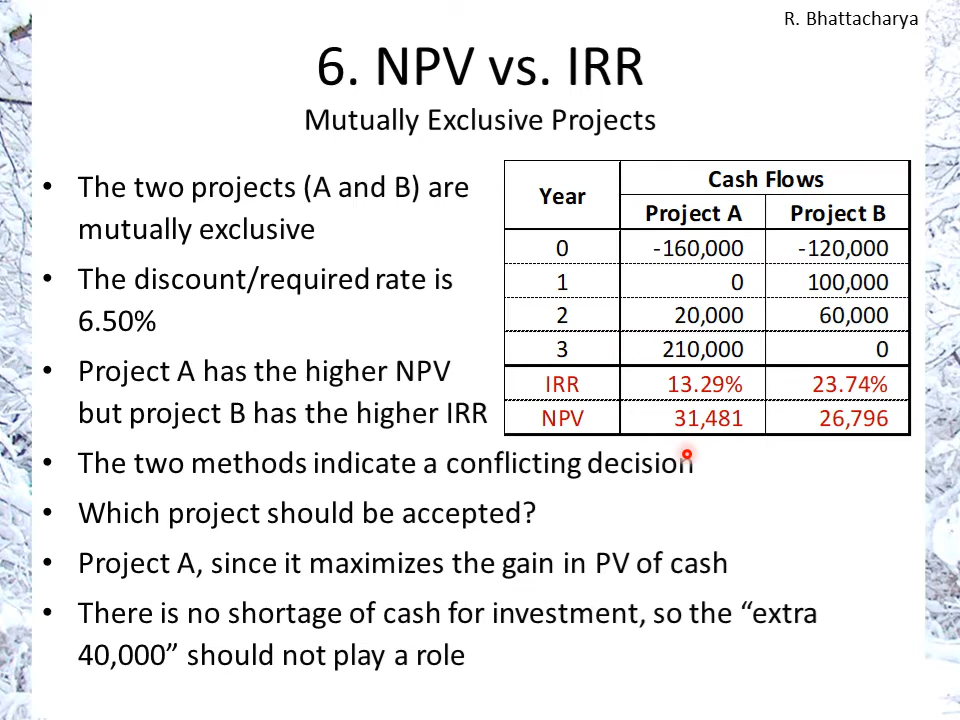 R. Bhattacharya
6. NPV vs. IRR
Mutually Exclusive Projects
• The two projects (A and B) are
mutually exclusive
• The discount/required rate is
6.50%
• Project A has the higher NPV
but project B has the higher IRR
• The two methods indicate a conflicting decision
• Which project should be accepted?
• Project A, since it maximizes the gain in PV of cash
• There is no shortage of cash for investment, so the “extra
40,000” should not play a role
Year Cash Flows
Project A Project B
0 -160,000 -120,000
1 0 100,000
2 20,000 60,000
3 210,000 0
IRR 13.29% 23.74%
NPV 31,481 26,796